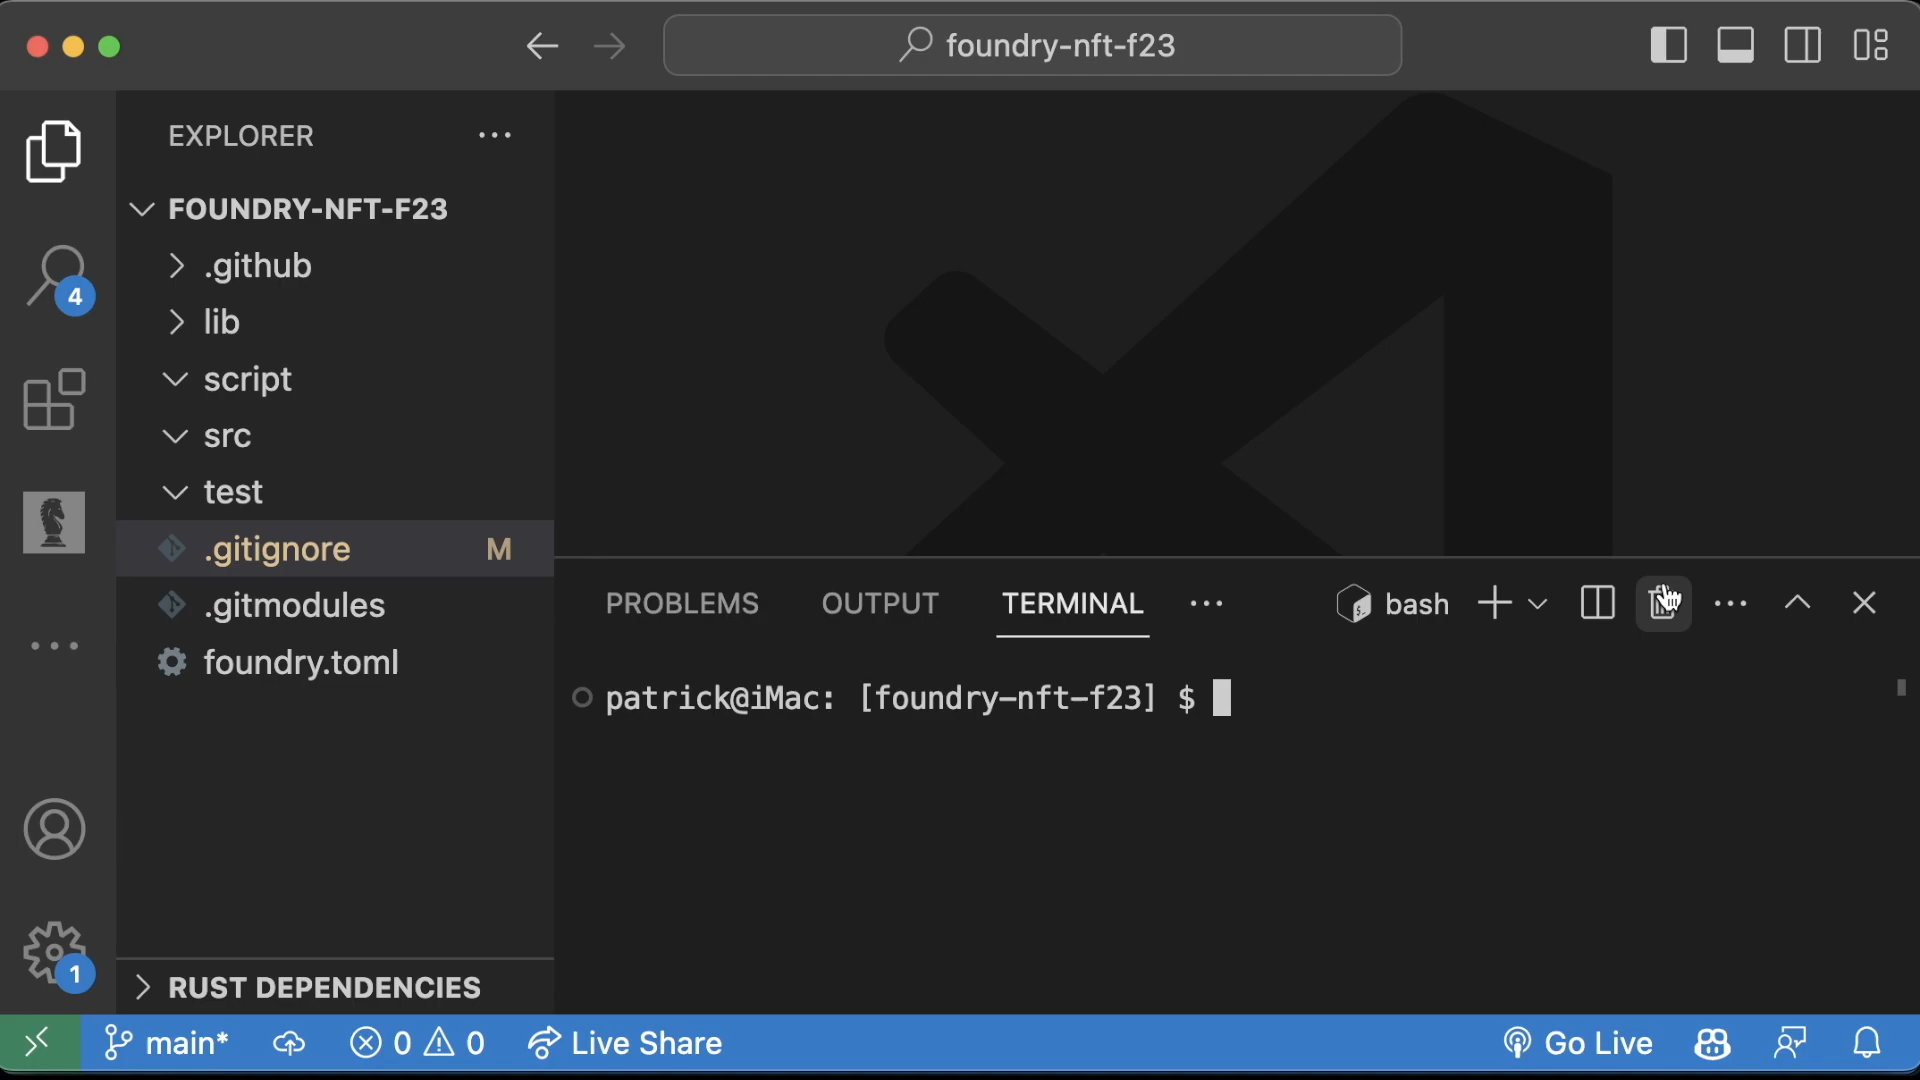 foundry-nft-f23
EXPLORER
FOUNDRY-NFT-F23
.github
lib
script
src
test
.gitignore M
.gitmodules
foundry.toml
RUST DEPENDENCIES
4
1
PROBLEMS OUTPUT TERMINAL bash
patrick@iMac: [foundry-nft-f23] $
main* 0 0 Live Share Go Live